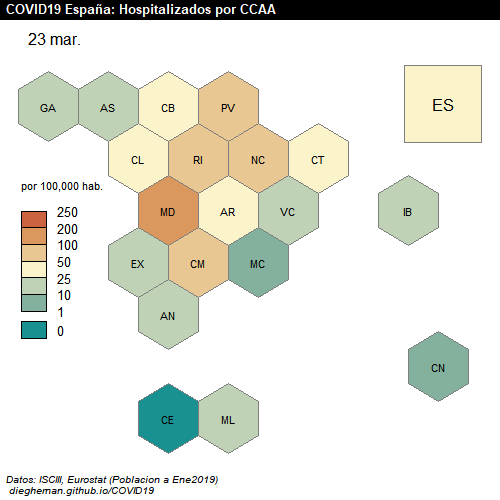 COVID19 España: Hospitalizados por CCAA
23 mar.
GA AS CB PV ES
CL RI NC CT
por 100,000 hab.
MD AR VC IB
250
200
100
50
25
10
1
0
EX CM MC
AN
CN
CE ML
Datos: ISCIII, Eurostat (Poblacion a Ene2019)
diegheman.github.io/COVID19